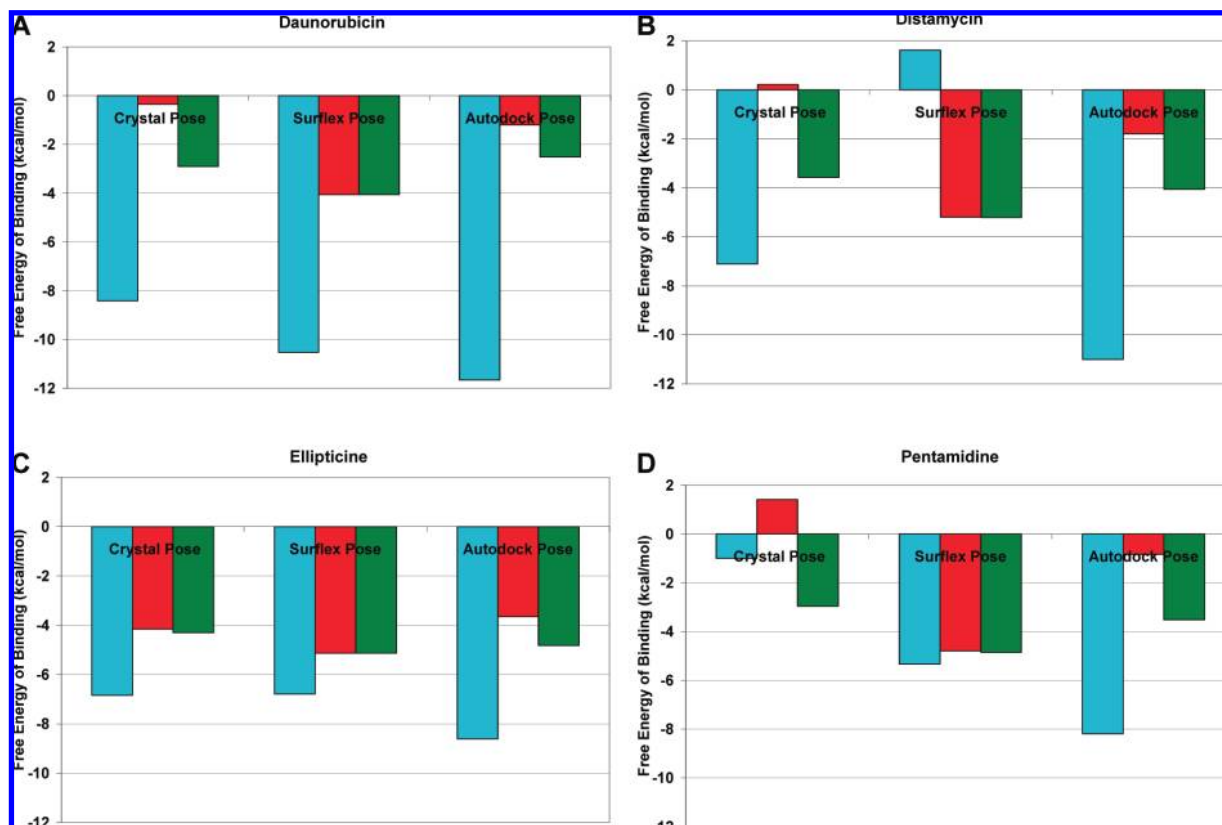 A
Daunorubicin
2
0
-2
-4
-6
-8
-10
-12
Free Energy of Binding (kcal/mol)
Crystal Pose
Surflex Pose
Autodock Pose
B
Distamycin
2
0
-2
-4
-6
-8
-10
-12
Free Energy of Binding (kcal/mol)
Crystal Pose
Surflex Pose
Autodock Pose
C
Ellipticine
2
0
-2
-4
-6
-8
-10
-12
Free Energy of Binding (kcal/mol)
Crystal Pose
Surflex Pose
Autodock Pose
D
Pentamidine
2
0
-2
-4
-6
-8
-10
-12
Free Energy of Binding (kcal/mol)
Crystal Pose
Surflex Pose
Autodock Pose